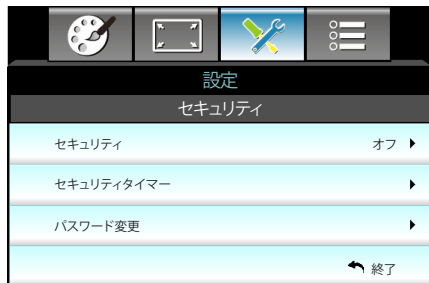 設定
セキュリティ
セキュリティ オフ
セキュリティタイマー
パスワード変更
終了